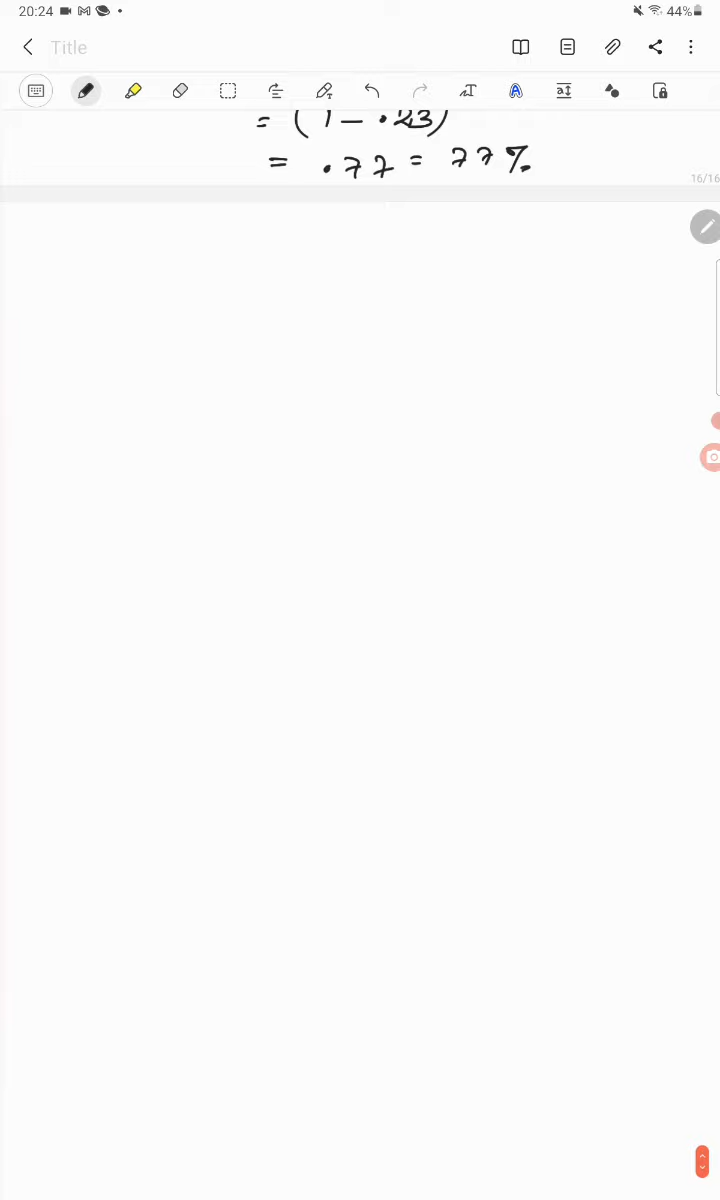 20:24 44%
Title
= (1 - .23)
= .77 = 77%
16/16